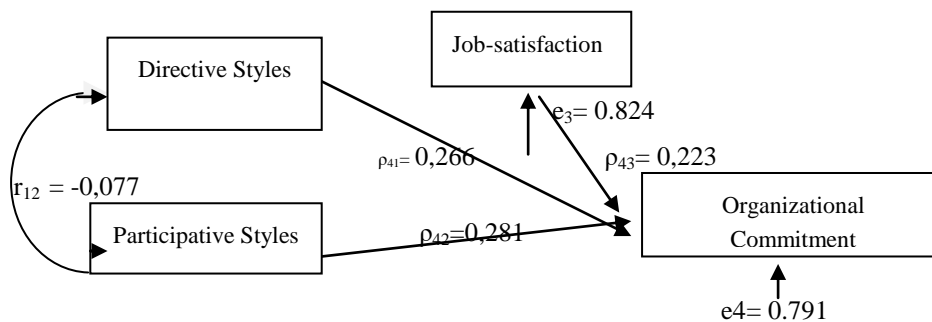 Job-satisfaction
Directive Styles
e₃= 0.824
ρ₄₁= 0,266
ρ₄₃= 0,223
r₁₂ = -0,077
Organizational
Commitment
Participative Styles
ρ₄₂=0,281
e4= 0.791